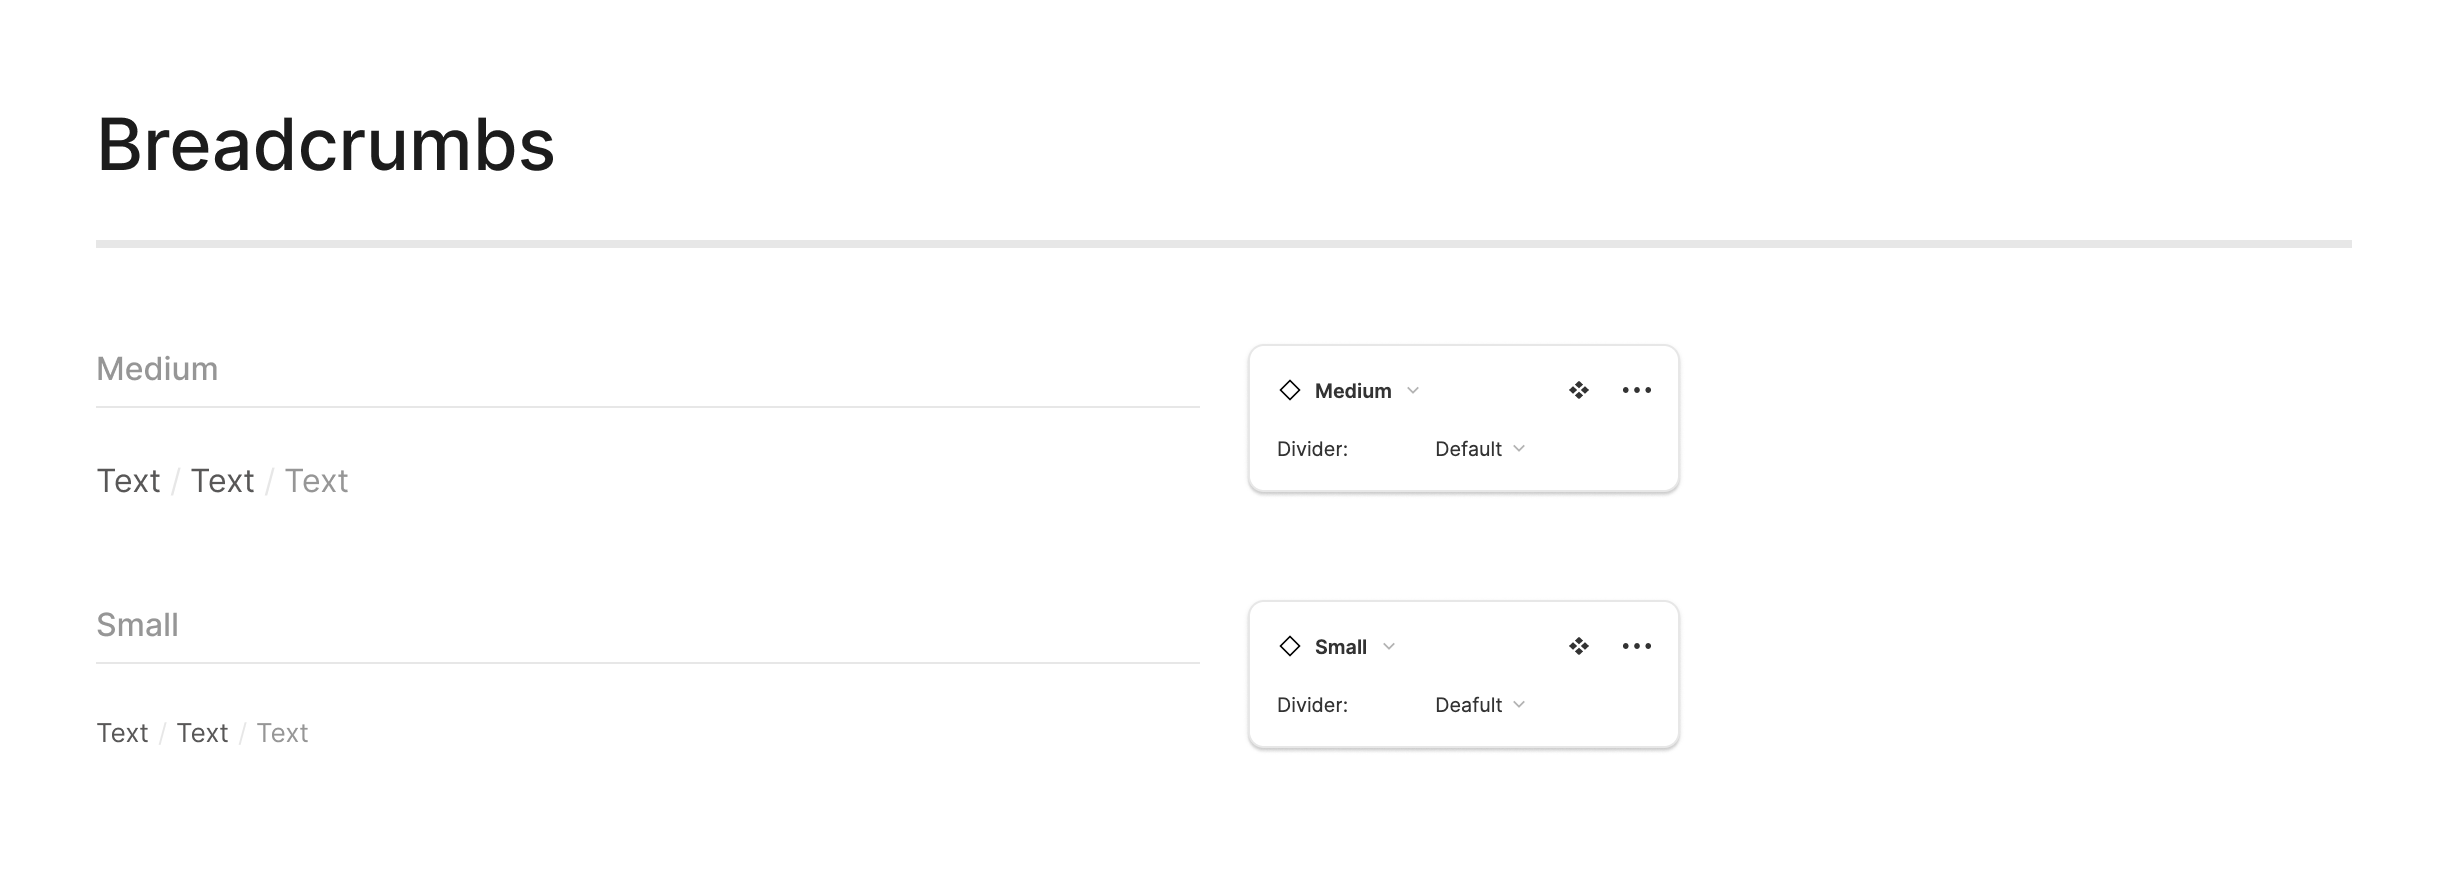 Breadcrumbs
Medium
Medium
Divider: Default
Text / Text / Text
Small
Small
Divider: Deafult
Text / Text / Text